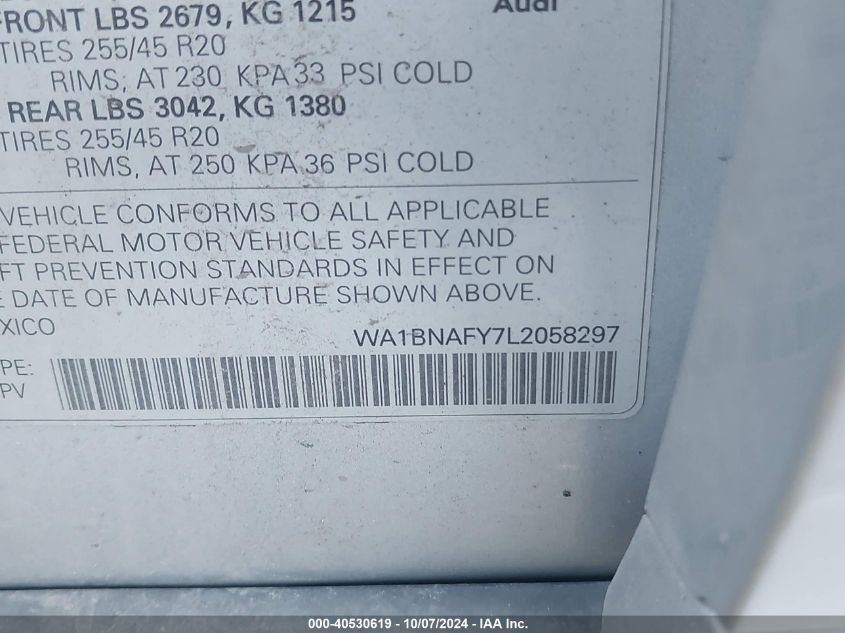 Audi
FRONT LBS 2679, KG 1215
TIRES 255/45 R20
RIMS, AT 230 KPA 33 PSI COLD
REAR LBS 3042, KG 1380
TIRES 255/45 R20
RIMS, AT 250 KPA 36 PSI COLD
VEHICLE CONFORMS TO ALL APPLICABLE
FEDERAL MOTOR VEHICLE SAFETY AND
FT PREVENTION STANDARDS IN EFFECT ON
E DATE OF MANUFACTURE SHOWN ABOVE.
XICO
WA1BNAFY7L2058297
PE:
PV
000-40530619 - 10/07/2024 - IAA Inc.